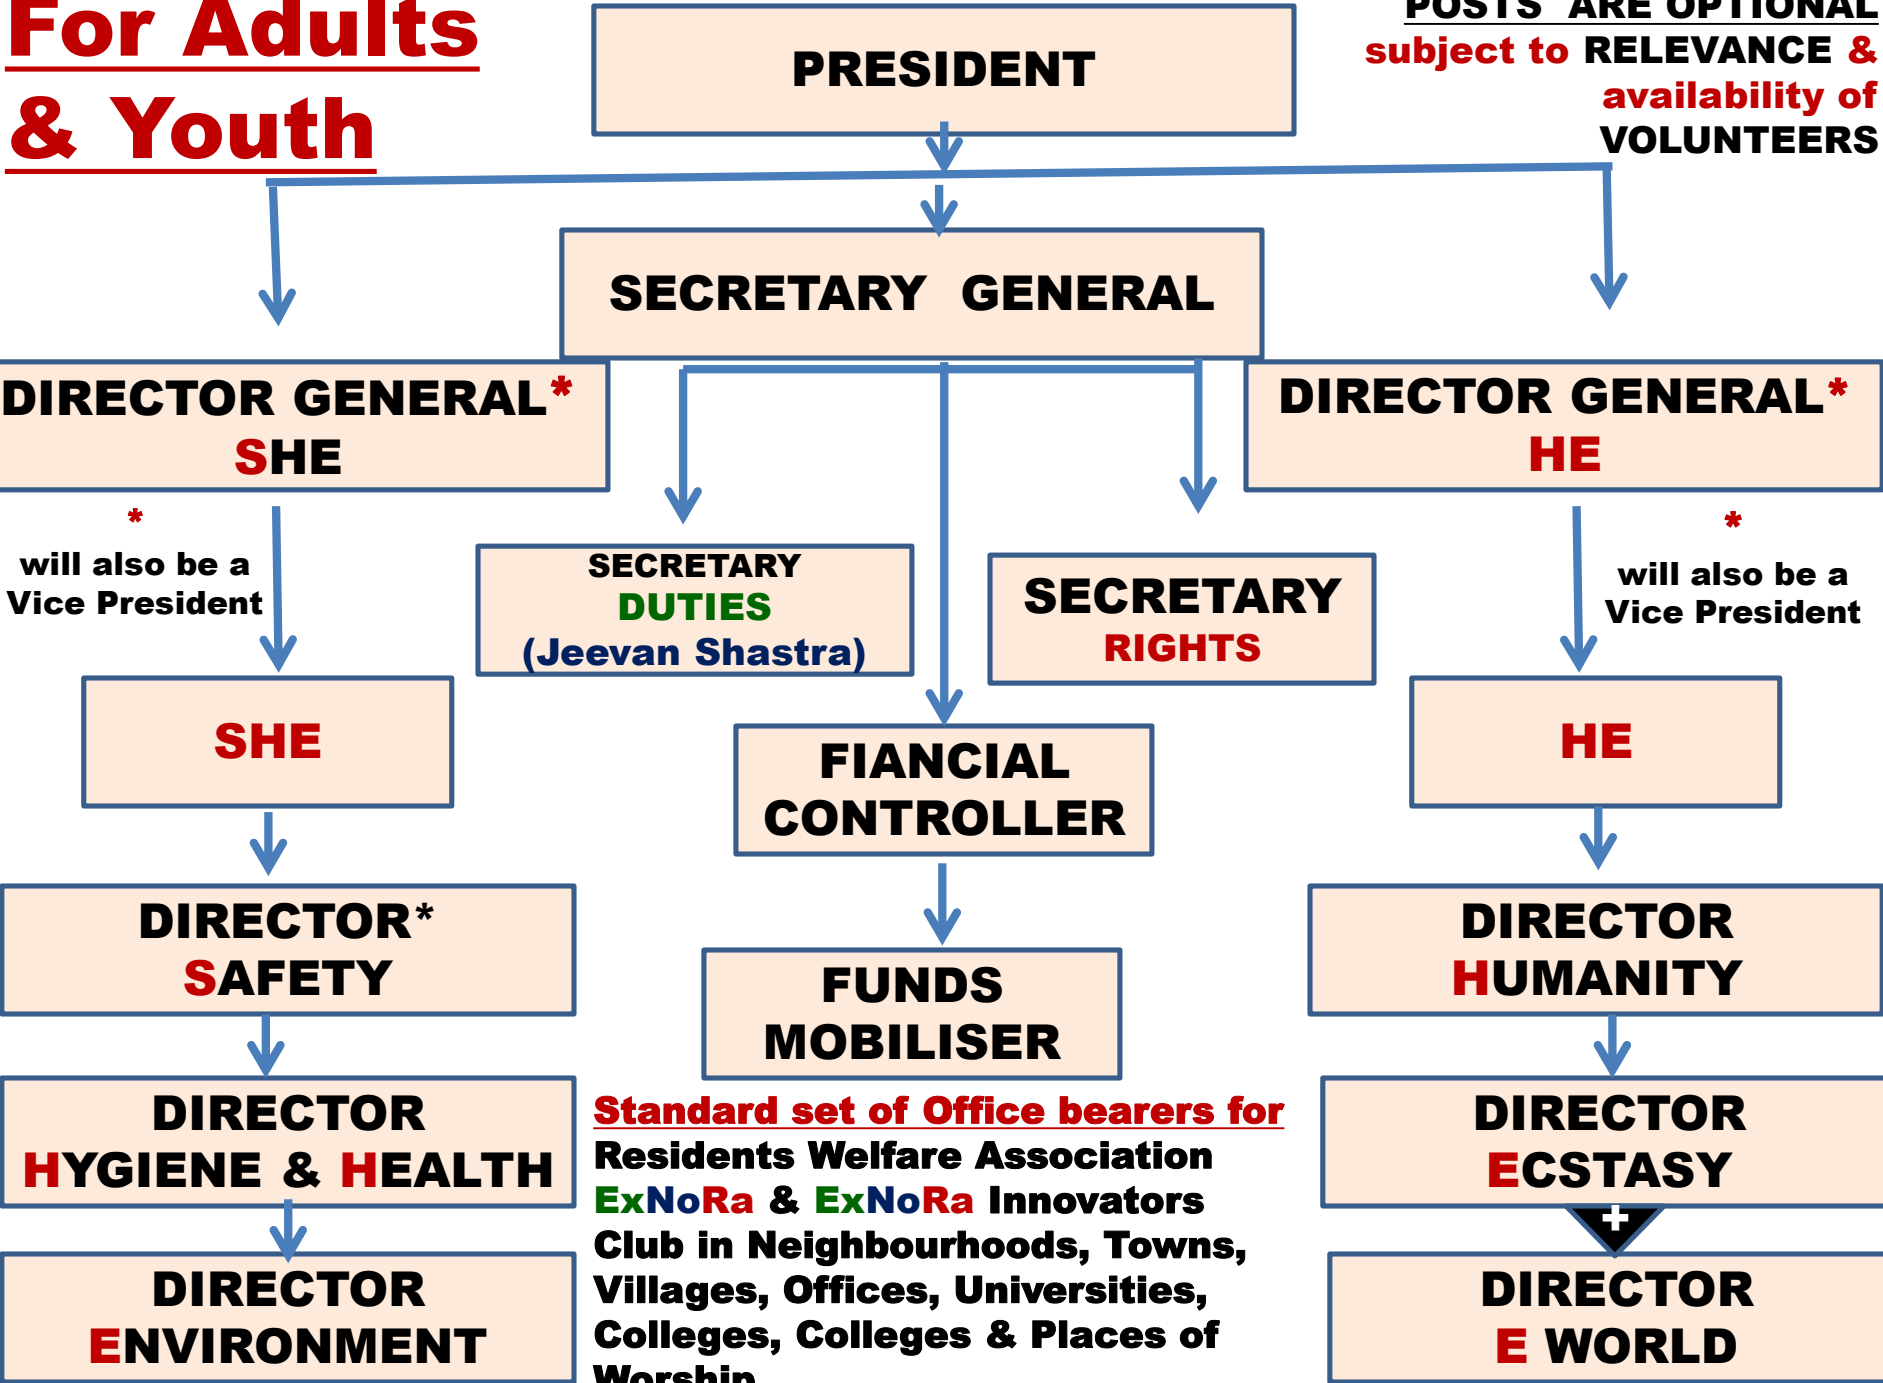 For Adults
& Youth
POSTS ARE OPTIONAL
subject to RELEVANCE &
availability of
VOLUNTEERS
PRESIDENT
SECRETARY GENERAL
DIRECTOR GENERAL*
SHE
DIRECTOR GENERAL*
HE
*
will also be a
Vice President
SECRETARY
DUTIES
(Jeevan Shastra)
SECRETARY
RIGHTS
*
will also be a
Vice President
SHE
FIANCIAL
CONTROLLER
HE
DIRECTOR*
SAFETY
FUNDS
MOBILISER
DIRECTOR
HUMANITY
DIRECTOR
HYGIENE & HEALTH
DIRECTOR
ECSTASY
+
DIRECTOR
ENVIRONMENT
Standard set of Office bearers for
Residents Welfare Association
ExNoRa & ExNoRa Innovators
Club in Neighbourhoods, Towns,
Villages, Offices, Universities,
Colleges, Colleges & Places of
Worship
DIRECTOR
E WORLD